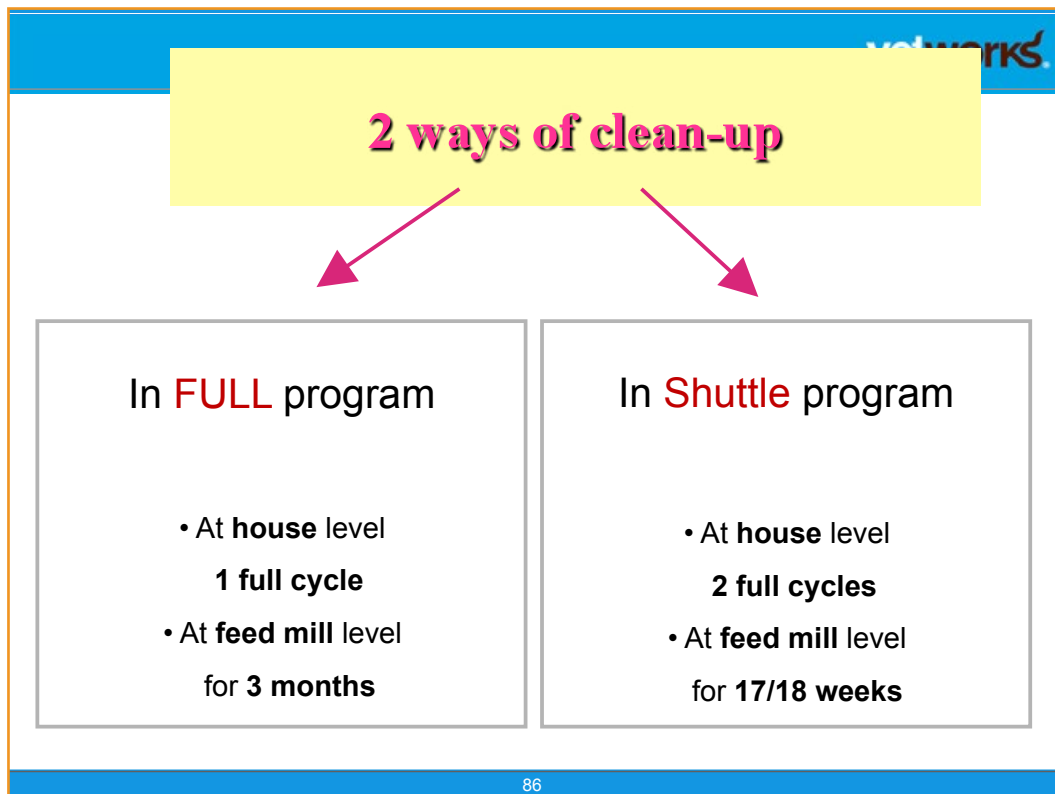 2 ways of clean-up
In FULL program
• At house level
1 full cycle
• At feed mill level
for 3 months
In Shuttle program
• At house level
2 full cycles
• At feed mill level
for 17/18 weeks
86